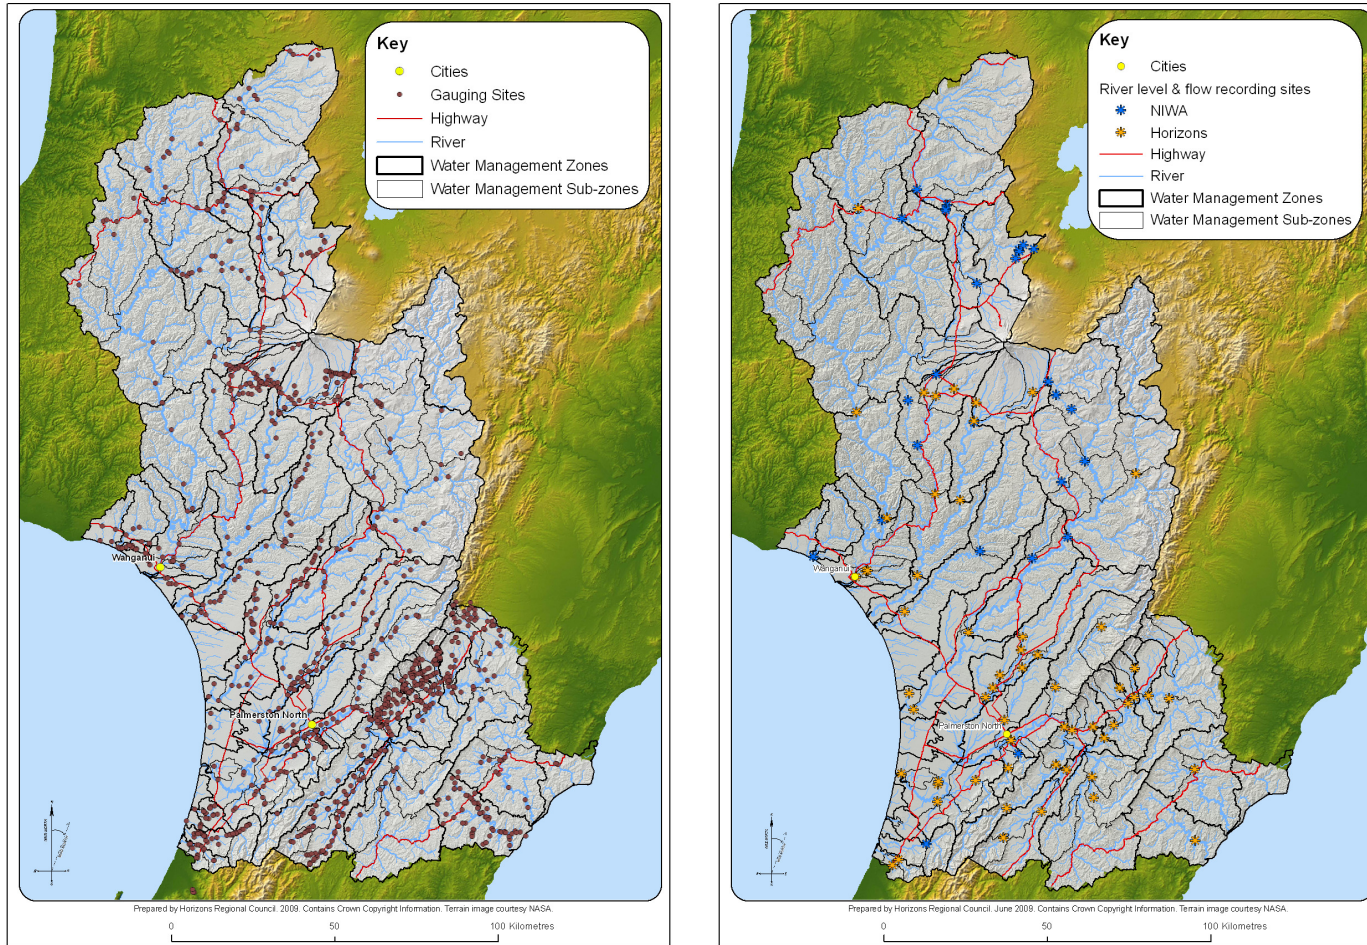 Key
Cities
Gauging Sites
Highway
River
Water Management Zones
Water Management Sub-zones
Wanganui
Palmerston North
Prepared by Horizons Regional Council. 2009. Contains Crown Copyright Information. Terrain image courtesy NASA.
0 50 100 Kilometres
Key
Cities
River level & flow recording sites
NIWA
Horizons
Highway
River
Water Management Zones
Water Management Sub-zones
Wanganui
Palmerston North
Prepared by Horizons Regional Council. June 2009. Contains Crown Copyright Information. Terrain image courtesy NASA.
0 50 100 Kilometres